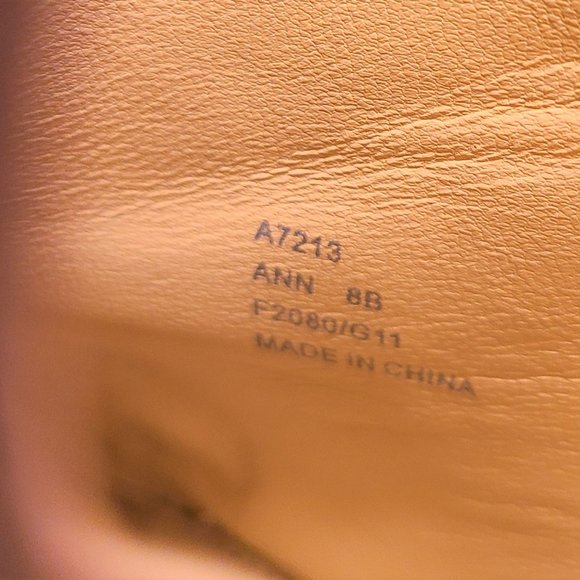 A7213
ANN 8B
F2080/G11
MADE IN CHINA